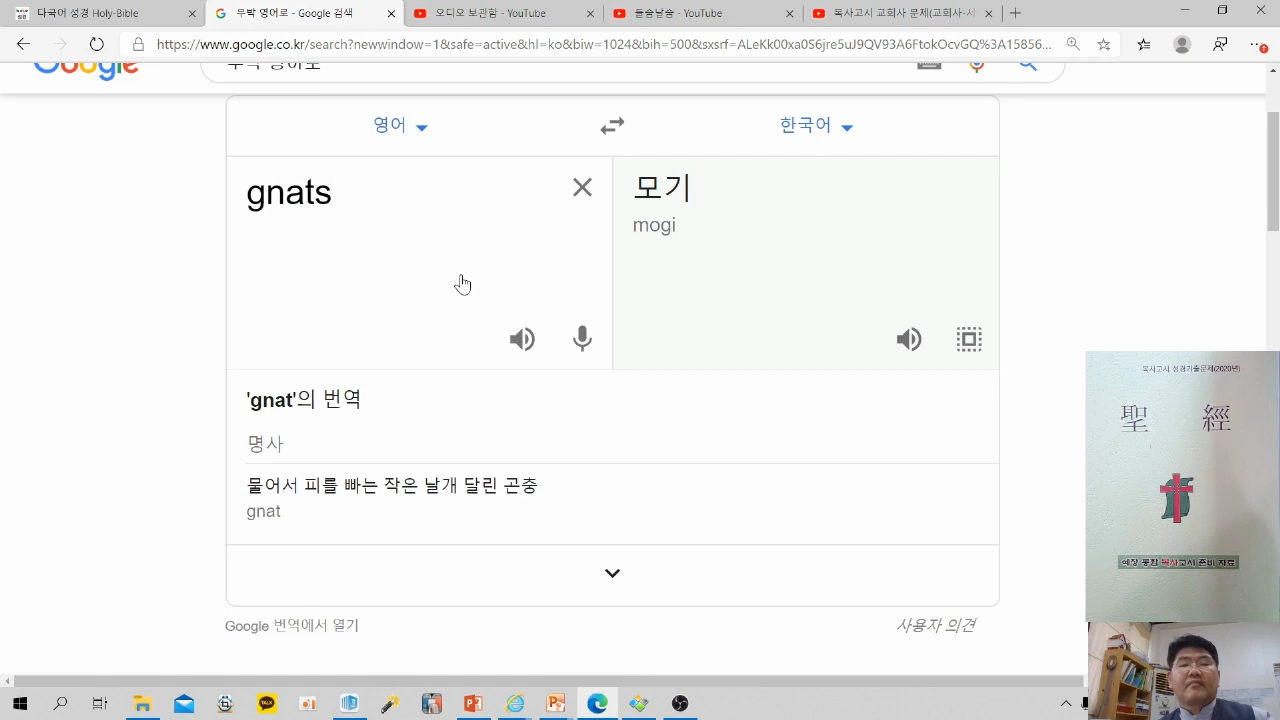 다국어 성경 Holy-Bible
두박 영어로 - Google 검색
오디오 보관함 - YouTube
들숨날숨 - YouTube
목사고시 교회사 문제(교회사-서
https://www.google.co.kr/search?newwindow=1&safe=active&hl=ko&biw=1024&bih=500&sxsrf=ALeKk00xa0S6jre5uJ9QV93A6FtokOcvGQ%3A15856...
Google
영어
한국어
gnats
모기
mogi
'gnat'의 번역
명사
물어서 피를 빠는 작은 날개 달린 곤충
gnat
Google 번역에서 열기
사용자 의견
목사고시 성경기출문제(2020년)
聖 經
예장 통합 목사고시 준비 자료